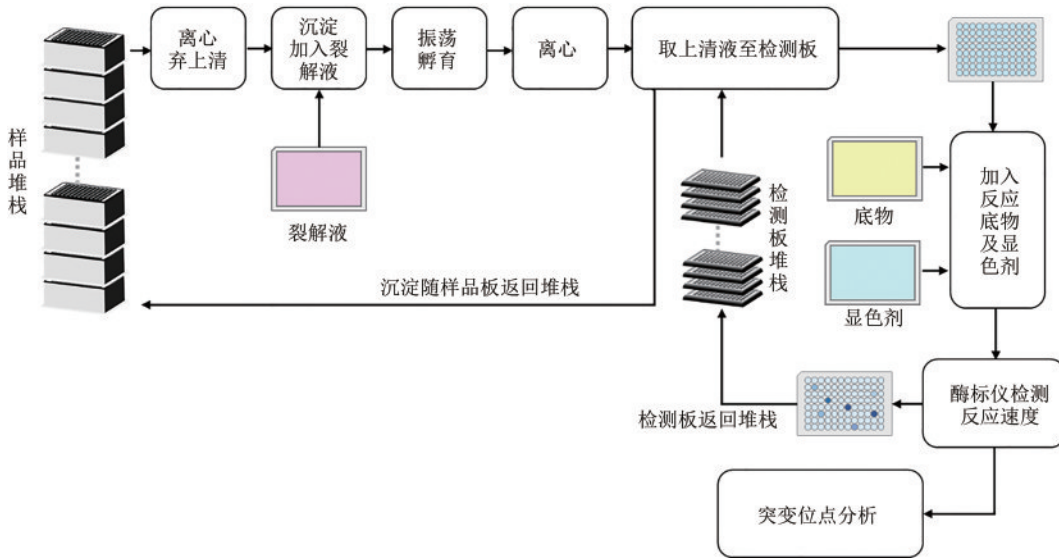 样品堆栈
离心
弃上清
沉淀
加入裂
解液
振荡
孵育
离心
取上清液至检测板
裂解液
沉淀随样品板返回堆栈
检测板堆栈
底物
显色剂
加入
反应
底物
及显
色剂
酶标仪检测
反应速度
检测板返回堆栈
突变位点分析